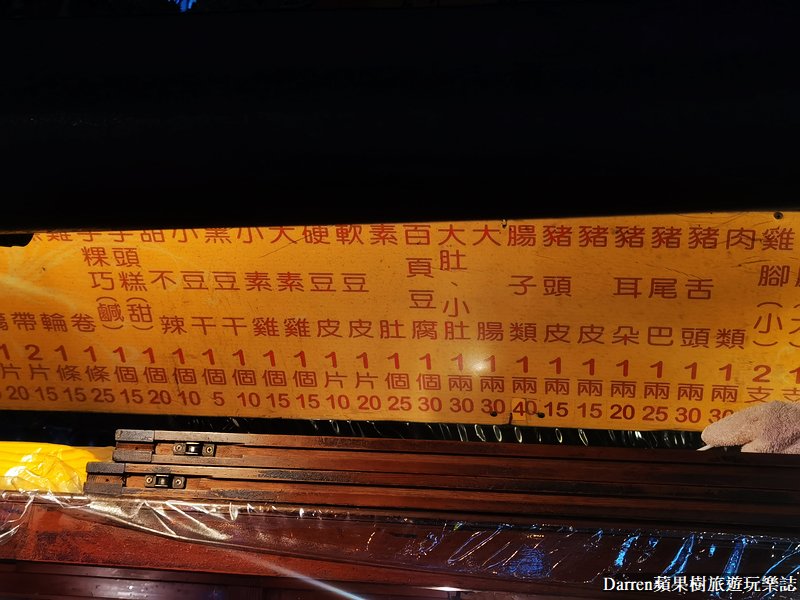 雞腳(小) 2支
肉類 1兩 30
豬舌頭 1兩 30
豬尾巴 1兩 25
豬耳朵 1兩 20
豬皮 1兩 15
豬頭皮 1兩 15
腸子類 1兩 40
大腸 1兩 30
大肚、小肚 1兩 30
百頁豆腐 1個 30
素肚 1個 25
軟豆皮 1片 20
硬豆皮 1片 10
大素雞 1個 15
小素雞 1個 15
黑豆干 1個 10
小豆干 1個 5
甜不辣 1個 10
芋頭糕(甜) 1個 20
芋粿巧(鹹) 1個 15
卷 1條 25
輪 1條 15
帶 2片 15
Darren蘋果樹旅遊玩樂誌